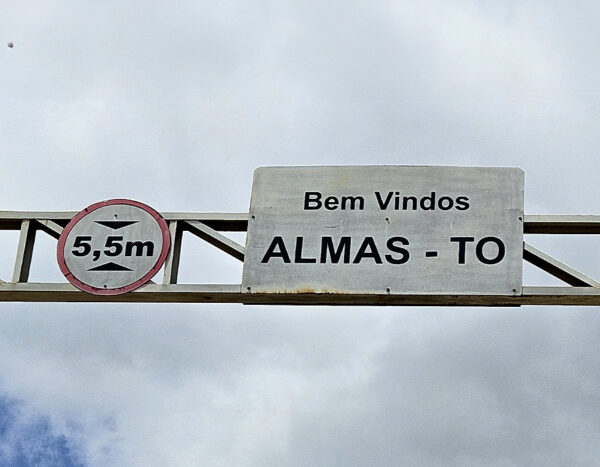 Bem Vindos
5,5m
ALMAS - TO